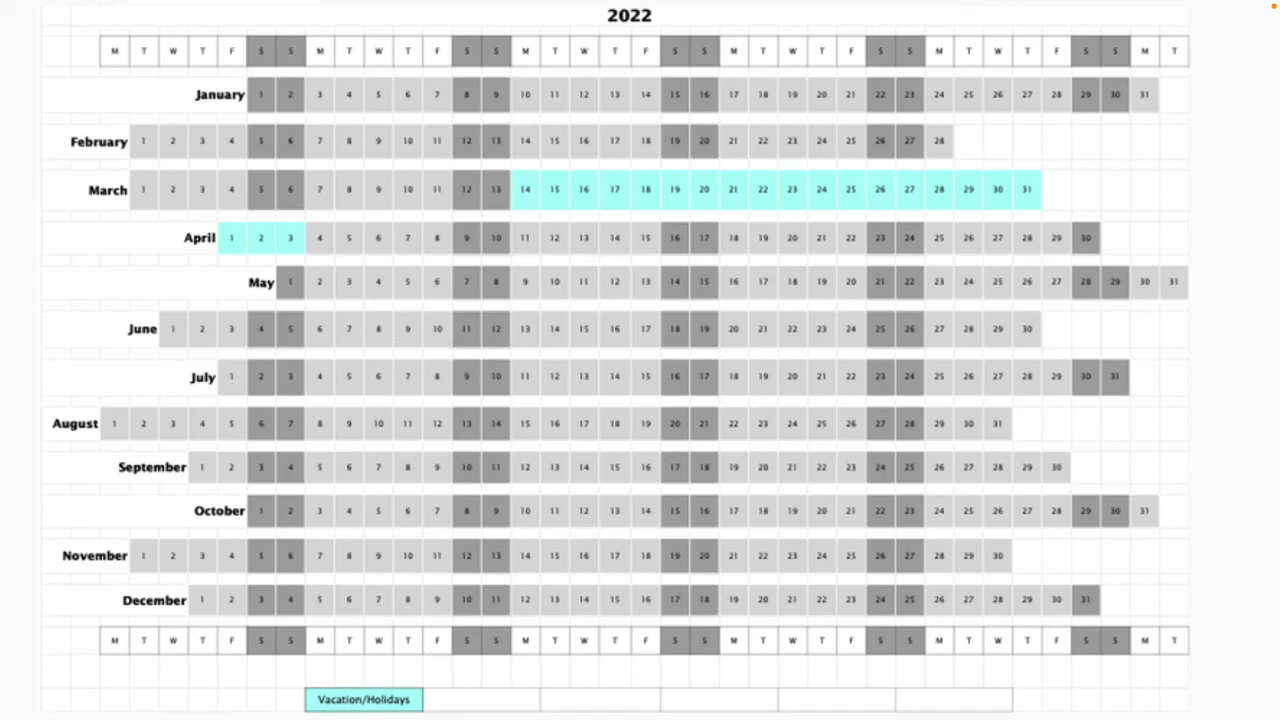 2022
M T W T F S S M T W T F S S M T W T F S S M T W T F S S M T W T F S S M T
January 1 2 3 4 5 6 7 8 9 10 11 12 13 14 15 16 17 18 19 20 21 22 23 24 25 26 27 28 29 30 31
February 1 2 3 4 5 6 7 8 9 10 11 12 13 14 15 16 17 18 19 20 21 22 23 24 25 26 27 28
March 1 2 3 4 5 6 7 8 9 10 11 12 13 14 15 16 17 18 19 20 21 22 23 24 25 26 27 28 29 30 31
April 1 2 3 4 5 6 7 8 9 10 11 12 13 14 15 16 17 18 19 20 21 22 23 24 25 26 27 28 29 30
May 1 2 3 4 5 6 7 8 9 10 11 12 13 14 15 16 17 18 19 20 21 22 23 24 25 26 27 28 29 30 31
June 1 2 3 4 5 6 7 8 9 10 11 12 13 14 15 16 17 18 19 20 21 22 23 24 25 26 27 28 29 30
July 1 2 3 4 5 6 7 8 9 10 11 12 13 14 15 16 17 18 19 20 21 22 23 24 25 26 27 28 29 30 31
August 1 2 3 4 5 6 7 8 9 10 11 12 13 14 15 16 17 18 19 20 21 22 23 24 25 26 27 28 29 30 31
September 1 2 3 4 5 6 7 8 9 10 11 12 13 14 15 16 17 18 19 20 21 22 23 24 25 26 27 28 29 30
October 1 2 3 4 5 6 7 8 9 10 11 12 13 14 15 16 17 18 19 20 21 22 23 24 25 26 27 28 29 30 31
November 1 2 3 4 5 6 7 8 9 10 11 12 13 14 15 16 17 18 19 20 21 22 23 24 25 26 27 28 29 30
December 1 2 3 4 5 6 7 8 9 10 11 12 13 14 15 16 17 18 19 20 21 22 23 24 25 26 27 28 29 30 31
M T W T F S S M T W T F S S M T W T F S S M T W T F S S M T W T F S S M T
Vacation/Holidays